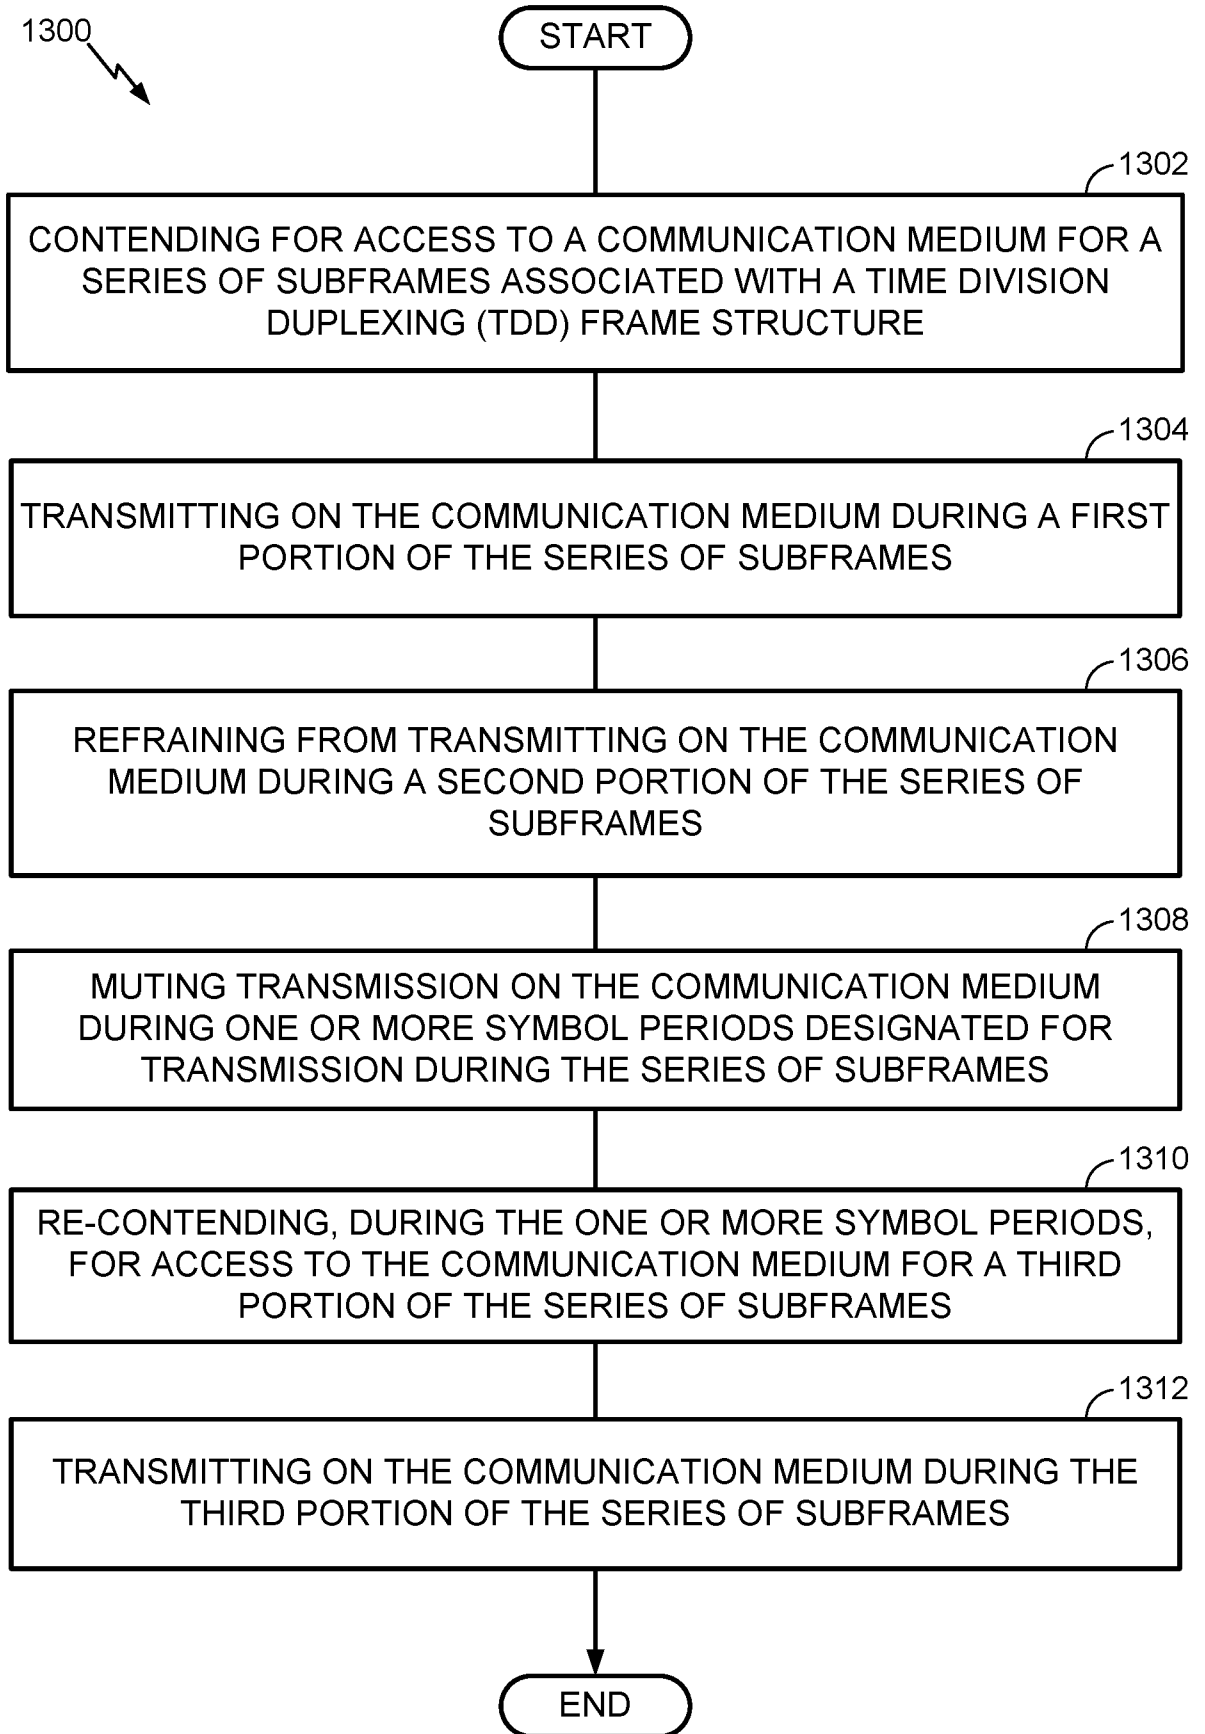 1300
START
1302
CONTENDING FOR ACCESS TO A COMMUNICATION MEDIUM FOR A
SERIES OF SUBFRAMES ASSOCIATED WITH A TIME DIVISION
DUPLEXING (TDD) FRAME STRUCTURE
1304
TRANSMITTING ON THE COMMUNICATION MEDIUM DURING A FIRST
PORTION OF THE SERIES OF SUBFRAMES
1306
REFRAINING FROM TRANSMITTING ON THE COMMUNICATION
MEDIUM DURING A SECOND PORTION OF THE SERIES OF
SUBFRAMES
1308
MUTING TRANSMISSION ON THE COMMUNICATION MEDIUM
DURING ONE OR MORE SYMBOL PERIODS DESIGNATED FOR
TRANSMISSION DURING THE SERIES OF SUBFRAMES
1310
RE-CONTENDING, DURING THE ONE OR MORE SYMBOL PERIODS,
FOR ACCESS TO THE COMMUNICATION MEDIUM FOR A THIRD
PORTION OF THE SERIES OF SUBFRAMES
1312
TRANSMITTING ON THE COMMUNICATION MEDIUM DURING THE
THIRD PORTION OF THE SERIES OF SUBFRAMES
END